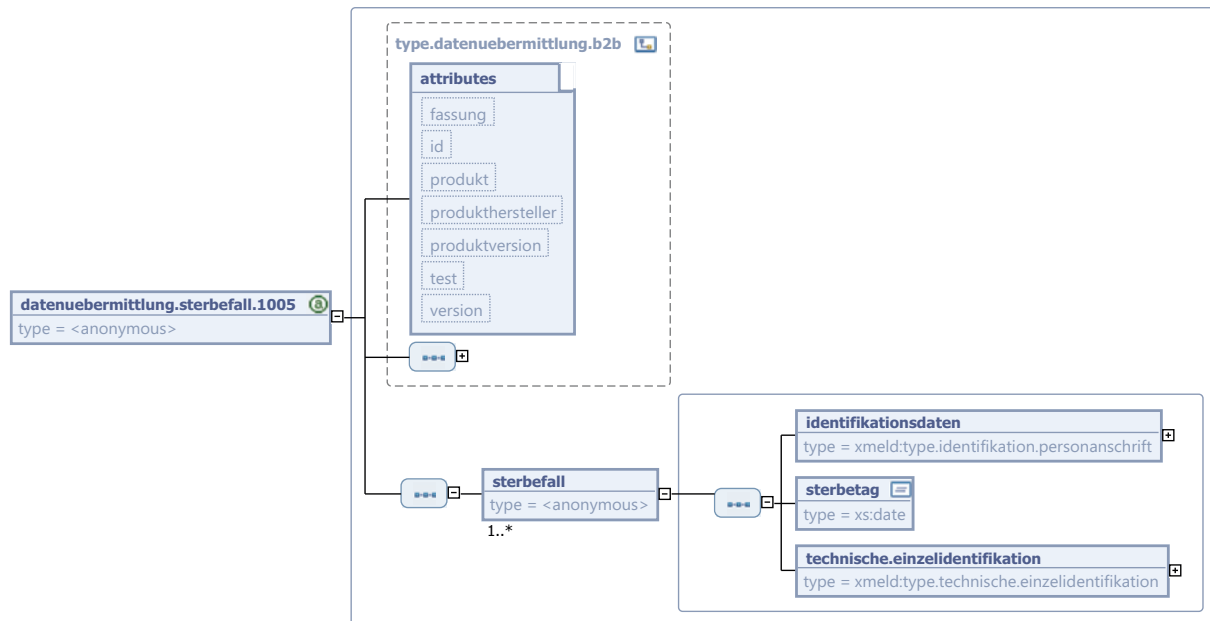 type.datenuebermittlung.b2b
attributes
fassung
id
produkt
produkthersteller
produktversion
test
version
datenuebermittlung.sterbefall.1005
type = <anonymous>
sterbefall
type = <anonymous>
1..*
identifikationsdaten
type = xmeld:type.identifikation.personanschrift
sterbetag
type = xs:date
technische.einzelidentifikation
type = xmeld:type.technische.einzelidentifikation